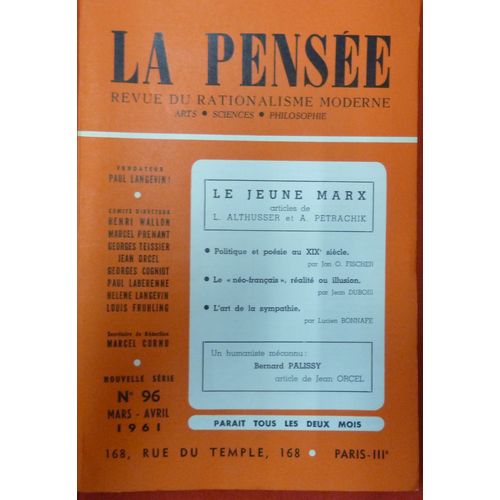 LA PENSÉE
REVUE DU RATIONALISME MODERNE
ARTS • SCIENCES • PHILOSOPHIE
FONDATEUR
PAUL LANGEVIN †
COMITÉ DIRECTEUR
HENRI WALLON
MARCEL PRENANT
GEORGES TEISSIER
JEAN ORCEL
GEORGES COGNIOT
PAUL LABERENNE
HELENE LANGEVIN
LOUIS FRUHLING
Secrétaire de Rédaction
MARCEL CORNU
NOUVELLE SÉRIE
N° 96
MARS - AVRIL
1961
LE JEUNE MARX
articles de
L. ALTHUSSER et A. PETRACHIK
• Politique et poésie au XIXe siècle.
par Jan O. FISCHER
• Le « néo-français », réalité ou illusion.
par Jean DUBOIS
• L'art de la sympathie.
par Lucien BONNAFE
Un humaniste méconnu :
Bernard PALISSY
article de Jean ORCEL
PARAIT TOUS LES DEUX MOIS
168, RUE DU TEMPLE, 168 • PARIS-IIIe